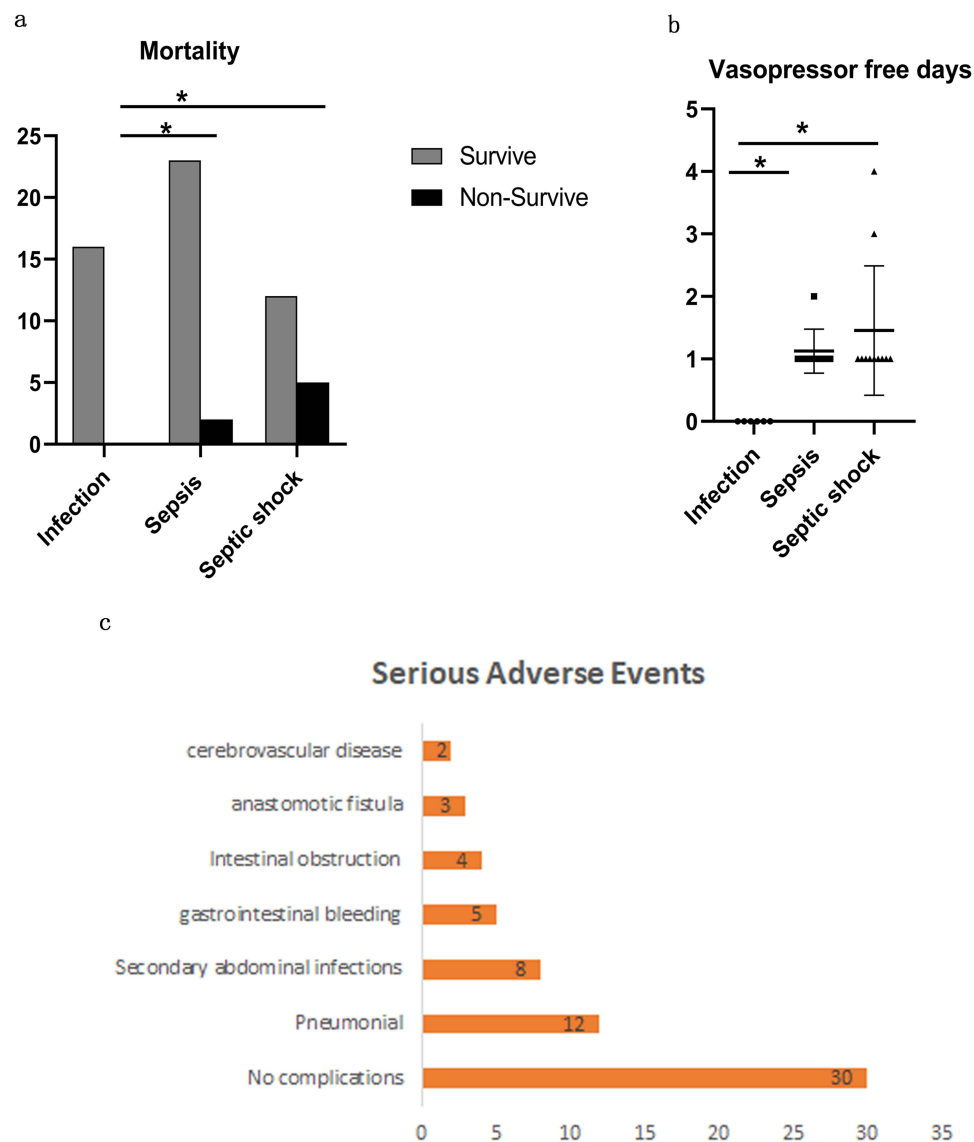 a
Mortality
*
*
25
20
15
10
5
0
Infection
Sepsis
Septic shock
Survive
Non-Survive
b
Vasopressor free days
*
*
5
4
3
2
1
0
Infection
Sepsis
Septic shock
c
Serious Adverse Events
cerebrovascular disease 2
anastomotic fistula 3
Intestinal obstruction 4
gastrointestinal bleeding 5
Secondary abdominal infections 8
Pneumonial 12
No complications 30
0 5 10 15 20 25 30 35